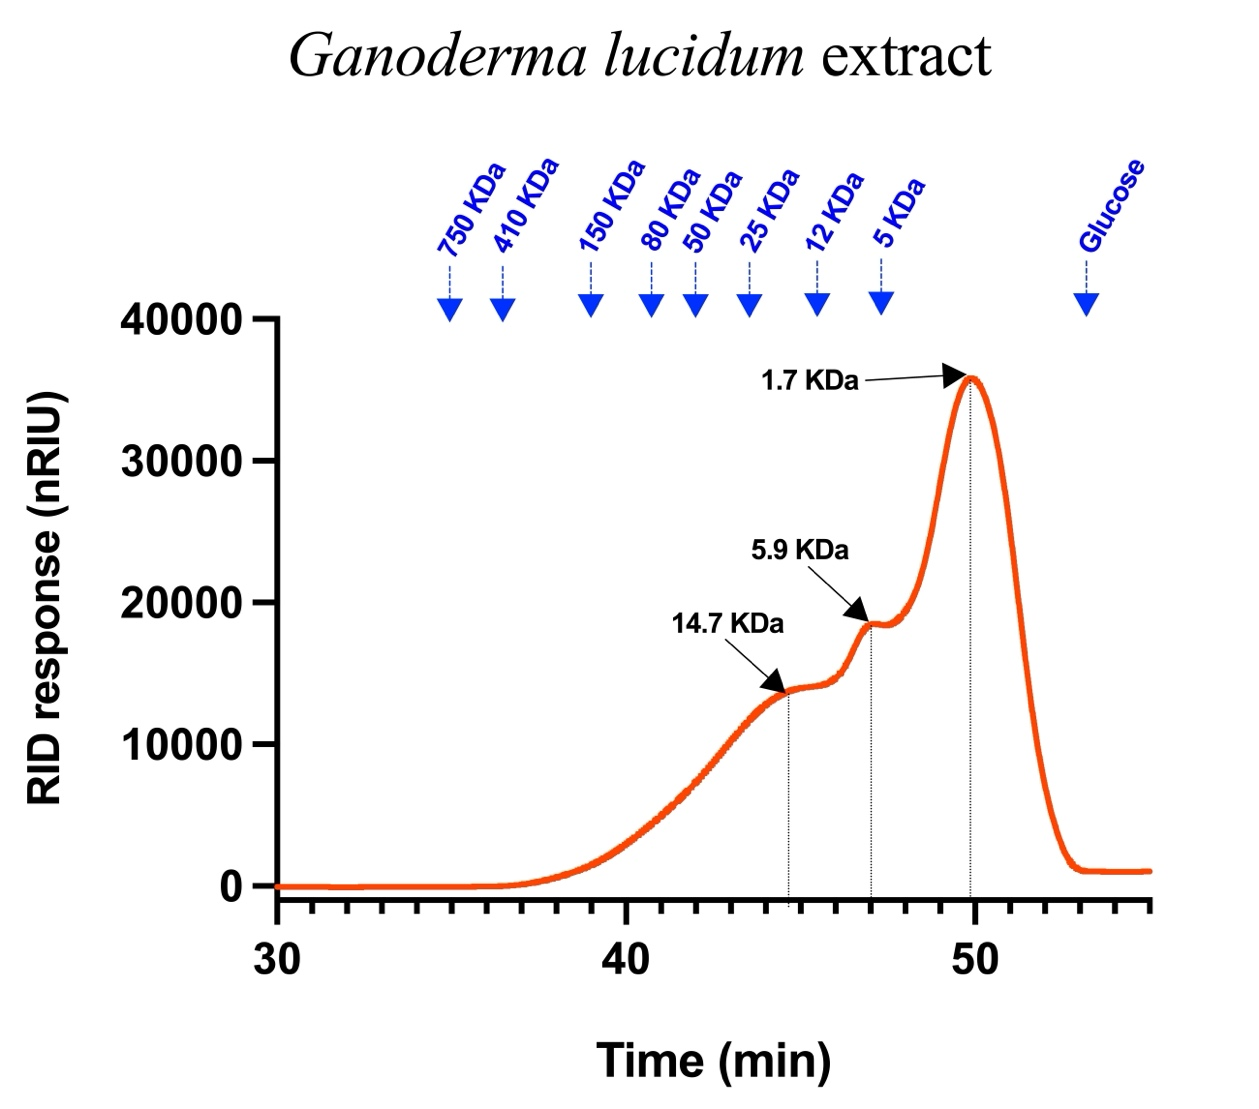 Ganoderma lucidum extract
750 KDa
410 KDa
150 KDa
80 KDa
50 KDa
25 KDa
12 KDa
5 KDa
Glucose
40000
30000
20000
10000
0
RID response (nRIU)
1.7 KDa
5.9 KDa
14.7 KDa
30
40
50
Time (min)